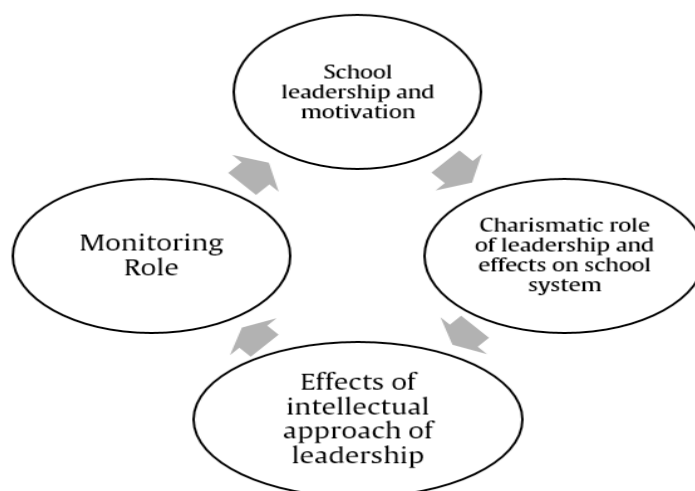 School
leadership and
motivation
Charismatic role
of leadership and
effects on school
system
Monitoring
Role
Effects of
intellectual
approach of
leadership